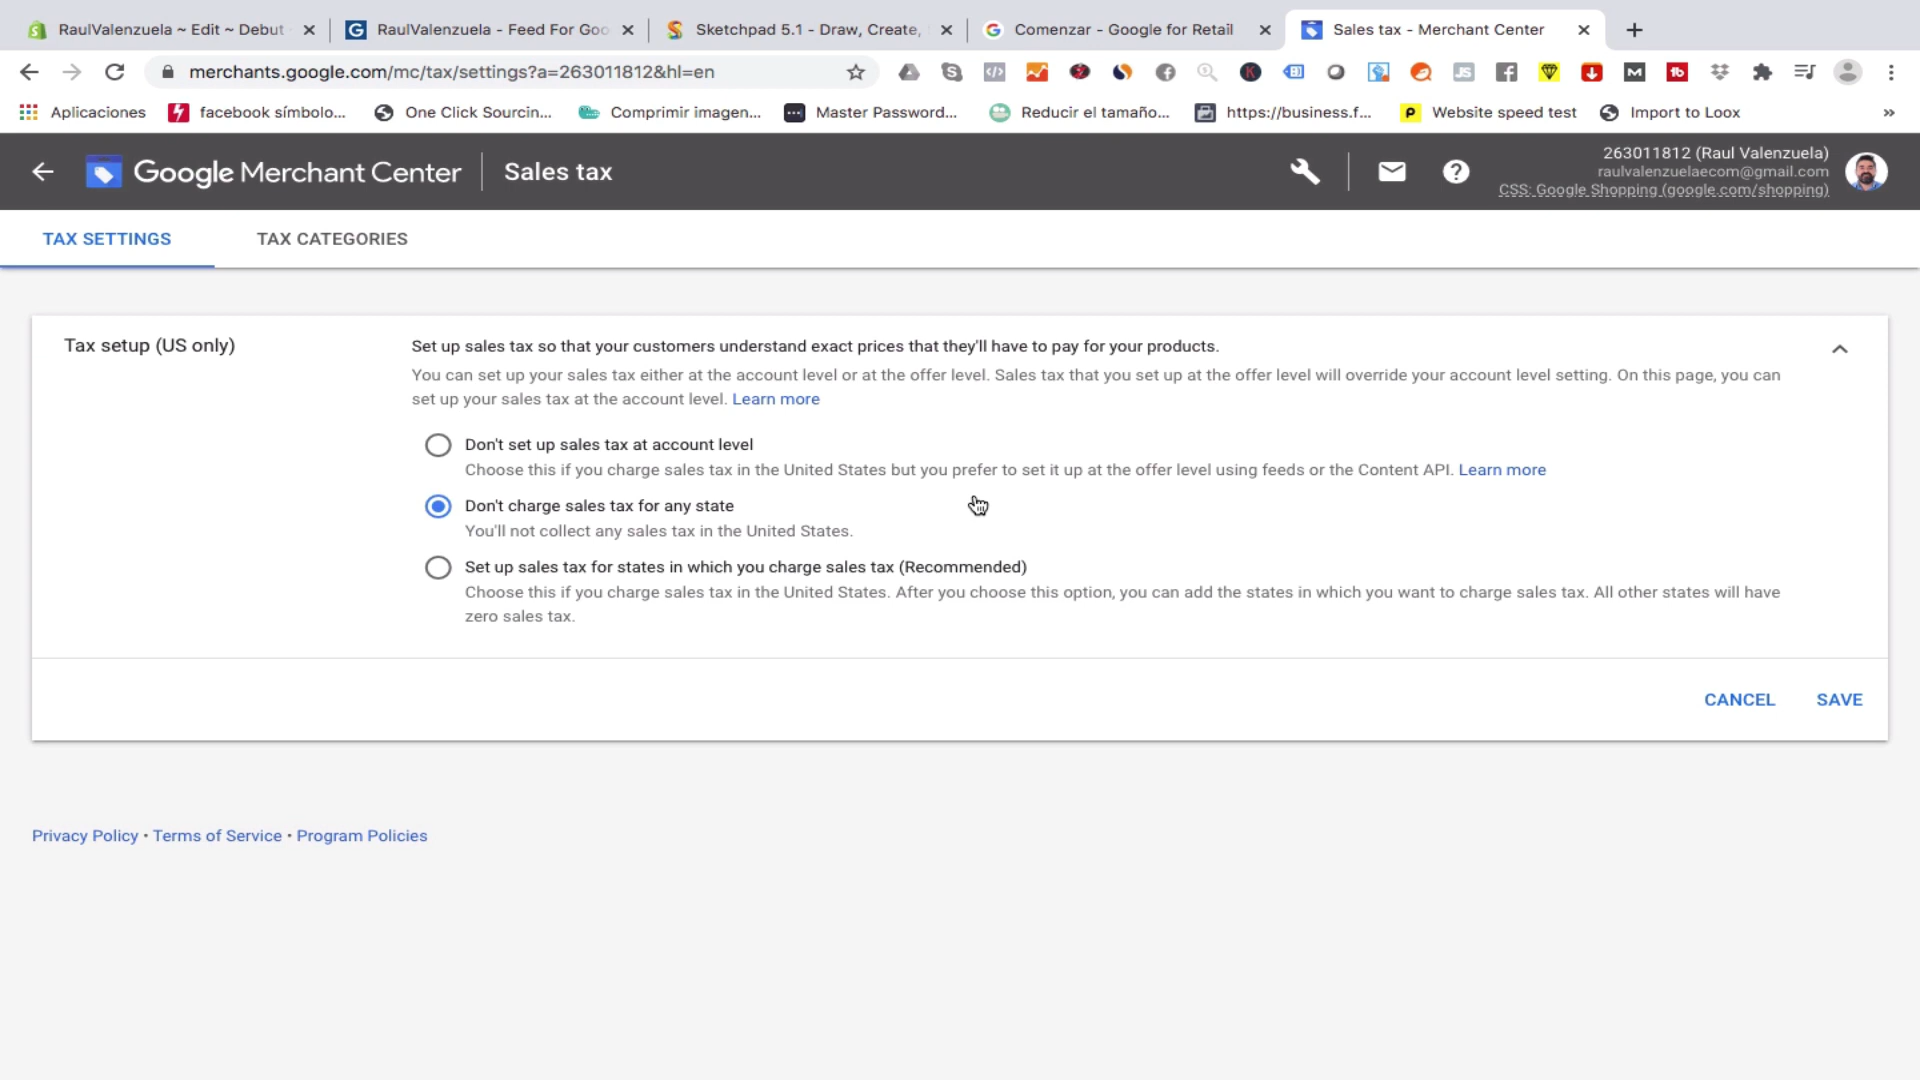 RaulValenzuela ~ Edit ~ Debut
RaulValenzuela - Feed For Goo
Sketchpad 5.1 - Draw, Create,
Comenzar - Google for Retail
Sales tax - Merchant Center
merchants.google.com/mc/tax/settings?a=263011812&hl=en
Aplicaciones
facebook símbolo...
One Click Sourcin...
Comprimir imagen...
Master Password...
Reducir el tamaño...
https://business.f...
Website speed test
Import to Loox
»
Google Merchant Center
Sales tax
263011812 (Raul Valenzuela)
raulvalenzuelaecom@gmail.com
CSS: Google Shopping (google.com/shopping)
TAX SETTINGS
TAX CATEGORIES
Tax setup (US only)
Set up sales tax so that your customers understand exact prices that they'll have to pay for your products.
You can set up your sales tax either at the account level or at the offer level. Sales tax that you set up at the offer level will override your account level setting. On this page, you can
set up your sales tax at the account level. Learn more
Don't set up sales tax at account level
Choose this if you charge sales tax in the United States but you prefer to set it up at the offer level using feeds or the Content API. Learn more
Don't charge sales tax for any state
You'll not collect any sales tax in the United States.
Set up sales tax for states in which you charge sales tax (Recommended)
Choose this if you charge sales tax in the United States. After you choose this option, you can add the states in which you want to charge sales tax. All other states will have
zero sales tax.
CANCEL
SAVE
Privacy Policy • Terms of Service • Program Policies